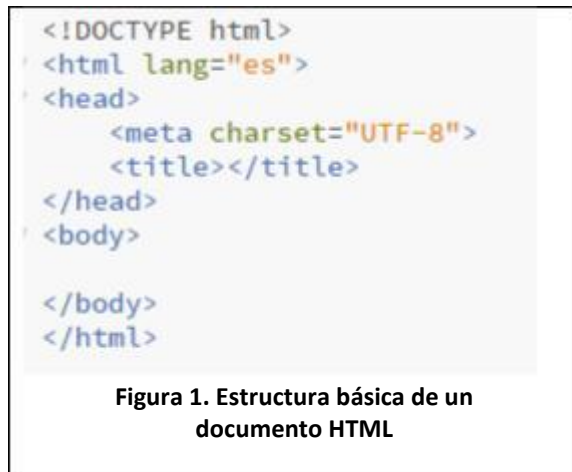 <!DOCTYPE html>
<html lang="es">
<head>
<meta charset="UTF-8">
<title></title>
</head>
<body>
</body>
</html>
Figura 1. Estructura básica de un
documento HTML